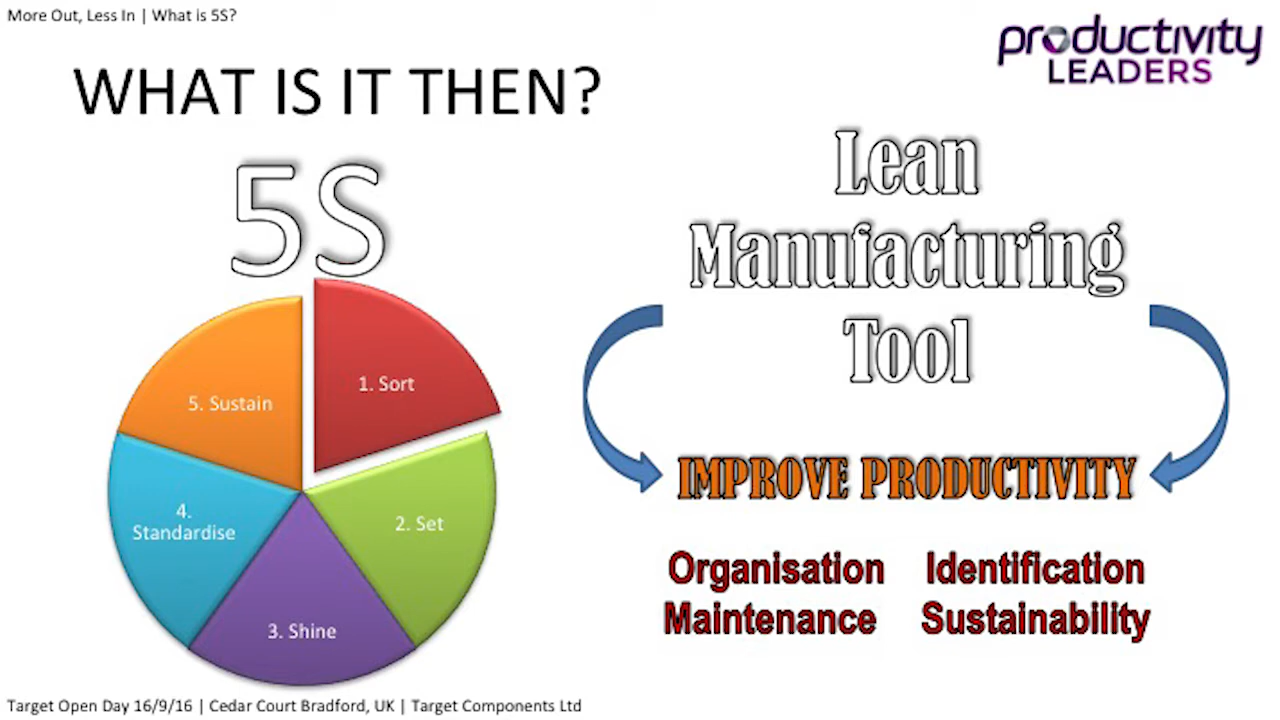 More Out, Less In | What is 5S?
productivity
LEADERS
WHAT IS IT THEN?
5S
1. Sort
2. Set
3. Shine
4.
Standardise
5. Sustain
Lean
Manufacturing
Tool
IMPROVE PRODUCTIVITY
Organisation Identification
Maintenance Sustainability
Target Open Day 16/9/16 | Cedar Court Bradford, UK | Target Components Ltd